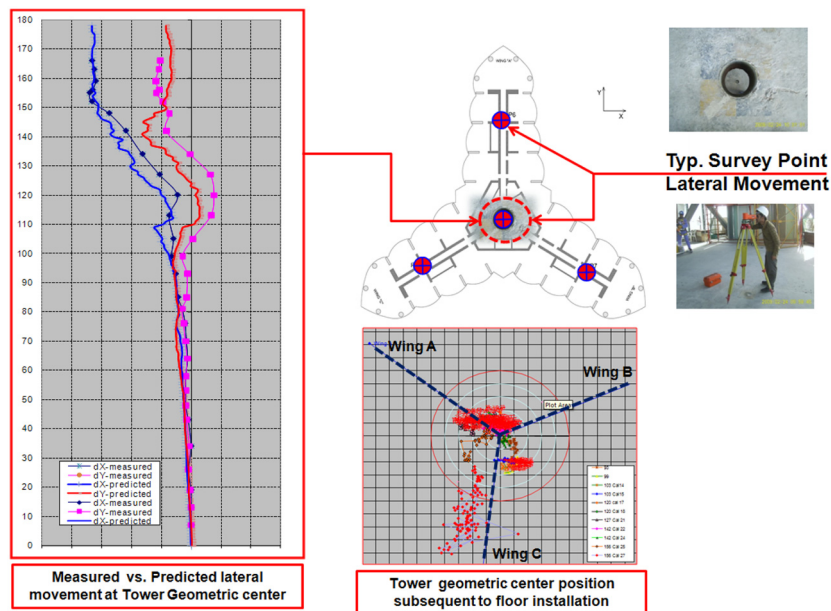 180
170
160
150
140
130
120
110
100
90
80
70
60
50
40
30
20
10
0
dX-measured
dY-measured
dX-predicted
dY-predicted
dX-measured
dY-measured
dX-predicted
Measured vs. Predicted lateral
movement at Tower Geometric center
WING 'A'
Y
X
Typ. Survey Point
Lateral Movement
Wing A
Wing B
Plot Area
Wing C
Tower geometric center position
subsequent to floor installation